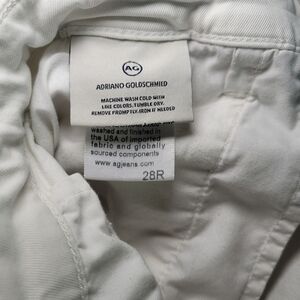 AG
ADRIANO GOLDSCHMIED
MACHINE WASH COLD WITH
LIKE COLORS. TUMBLE DRY.
REMOVE PROMPTLY. IRON IF NEEDED
washed and finished in
the USA of imported
fabric and globally
sourced components
www.agjeans.com
28R